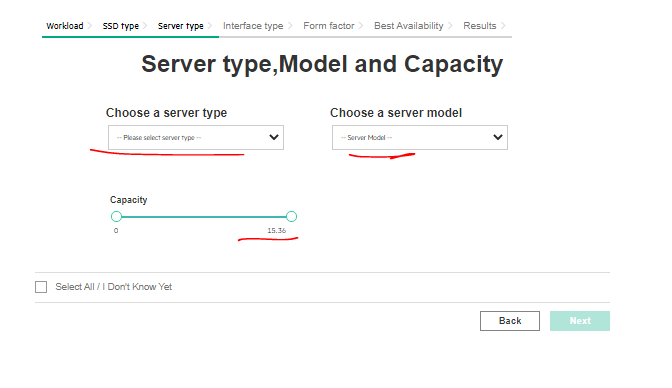 Workload SSD type Server type Interface type Form factor Best Availability Results
Server type,Model and Capacity
Choose a server type Choose a server model
-- Please select server type -- -- Server Model --
Capacity
0 15.36
Select All / I Don't Know Yet
Back Next